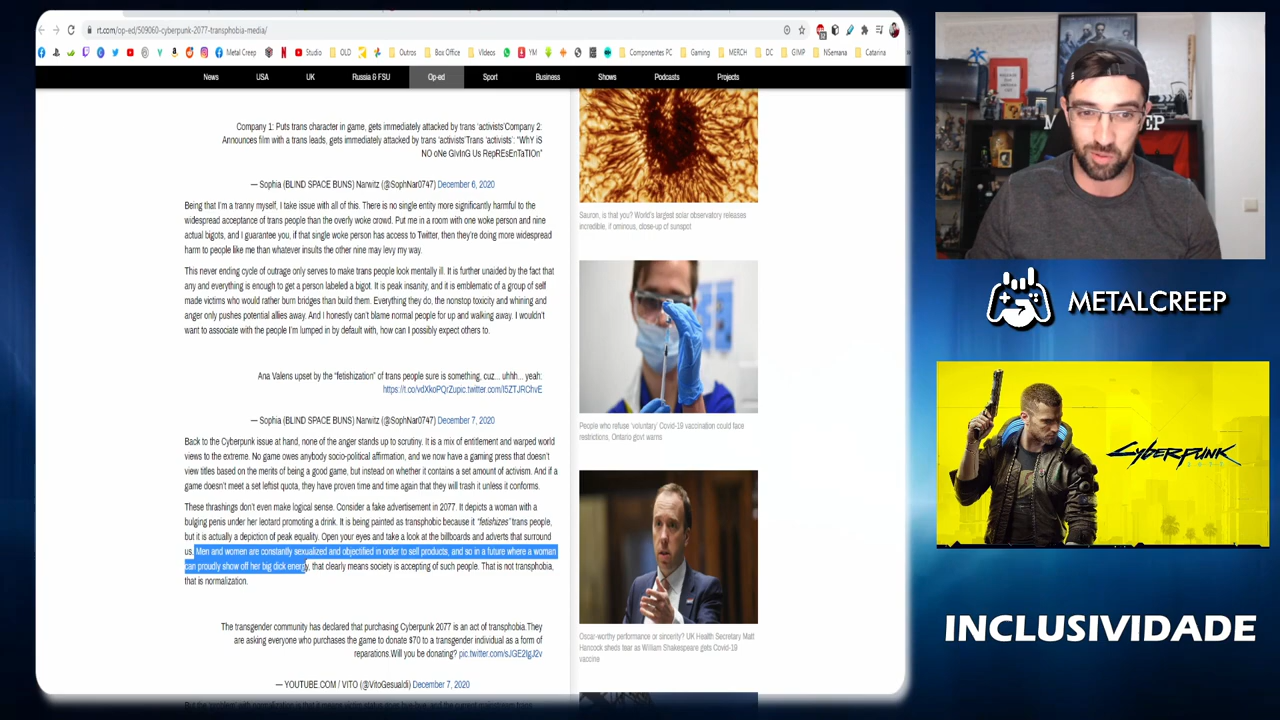 rt.com/op-ed/509060-cyberpunk-2077-transphobia-media/
Metal Creep
Studio
OLD
Outros
Box Office
Vídeos
YM
Componentes PC
Gaming
MERCH
DC
GIMP
NSemana
Catarina
News
USA
UK
Russia & FSU
Op-ed
Sport
Business
Shows
Podcasts
Projects
Company 1: Puts trans character in game, gets immediately attacked by trans 'activists'Company 2:
Announces film with a trans leads, gets immediately attacked by trans 'activists'Trans 'activists': "WhY iS
NO oNe GIvInG Us RepREsEnTaTIOn"
— Sophia (BLIND SPACE BUNS) Narwitz (@SophNar0747) December 6, 2020
Being that I'm a tranny myself, I take issue with all of this. There is no single entity more significantly harmful to the
widespread acceptance of trans people than the overly woke crowd. Put me in a room with one woke person and nine
actual bigots, and I guarantee you, if that single woke person has access to Twitter, then they're doing more widespread
harm to people like me than whatever insults the other nine may levy my way.
This never ending cycle of outrage only serves to make trans people look mentally ill. It is further unaided by the fact that
any and everything is enough to get a person labeled a bigot. It is peak insanity, and it is emblematic of a group of self
made victims who would rather burn bridges than build them. Everything they do, the nonstop toxicity and whining and
anger only pushes potential allies away. And I honestly can't blame normal people for up and walking away. I wouldn't
want to associate with the people I'm lumped in by default with, how can I possibly expect others to.
Ana Valens upset by the "fetishization" of trans people sure is something, cuz... uhhh... yeah:
— Sophia (BLIND SPACE BUNS) Narwitz (@SophNar0747) December 7, 2020
Back to the Cyberpunk issue at hand, none of the anger stands up to scrutiny. It is a mix of entitlement and warped world
views to the extreme. No game owes anybody socio-political affirmation, and we now have a gaming press that doesn't
view titles based on the merits of being a good game, but instead on whether it contains a set amount of activism. And if a
game doesn't meet a set leftist quota, they have proven time and time again that they will trash it unless it conforms.
These thrashings don't even make logical sense. Consider a fake advertisement in 2077. It depicts a woman with a
bulging penis under her leotard promoting a drink. It is being painted as transphobic because it "fetishizes" trans people,
but it is actually a depiction of peak equality. Open your eyes and take a look at the billboards and adverts that surround
us. Men and women are constantly sexualized and objectified in order to sell products, and so in a future where a woman
can proudly show off her big dick energy, that clearly means society is accepting of such people. That is not transphobia,
that is normalization.
The transgender community has declared that purchasing Cyberpunk 2077 is an act of transphobia.They
are asking everyone who purchases the game to donate $70 to a transgender individual as a form of
reparations.Will you be donating? pic.twitter.com/sJGE2IgJ2v
— YOUTUBE.COM / VITO (@VitoGesualdi) December 7, 2020
Sauron, is that you? World's largest solar observatory releases
incredible, if ominous, close-up of sunspot
People who refuse 'voluntary' Covid-19 vaccination could face
restrictions, Ontario govt warns
Oscar-worthy performance or sincerity? UK Health Secretary Matt
Hancock sheds tear as William Shakespeare gets Covid-19
vaccine
METALCREEP
Cyberpunk
2077
INCLUSIVIDADE